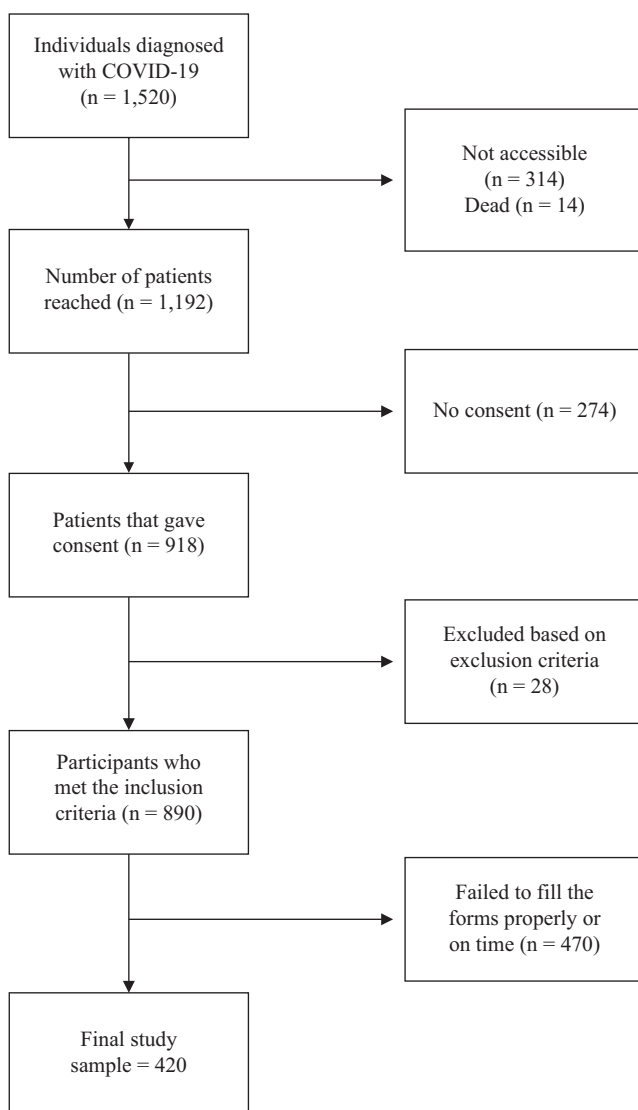 Individuals diagnosed
with COVID-19
(n = 1,520)
Not accessible
(n = 314)
Dead (n = 14)
Number of patients
reached (n = 1,192)
No consent (n = 274)
Patients that gave
consent (n = 918)
Excluded based on
exclusion criteria
(n = 28)
Participants who
met the inclusion
criteria (n = 890)
Failed to fill the
forms properly or
on time (n = 470)
Final study
sample = 420